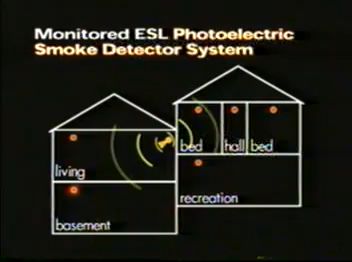 Monitored ESL Photoelectric
Smoke Detector System
bed hall bed
living
recreation
basement